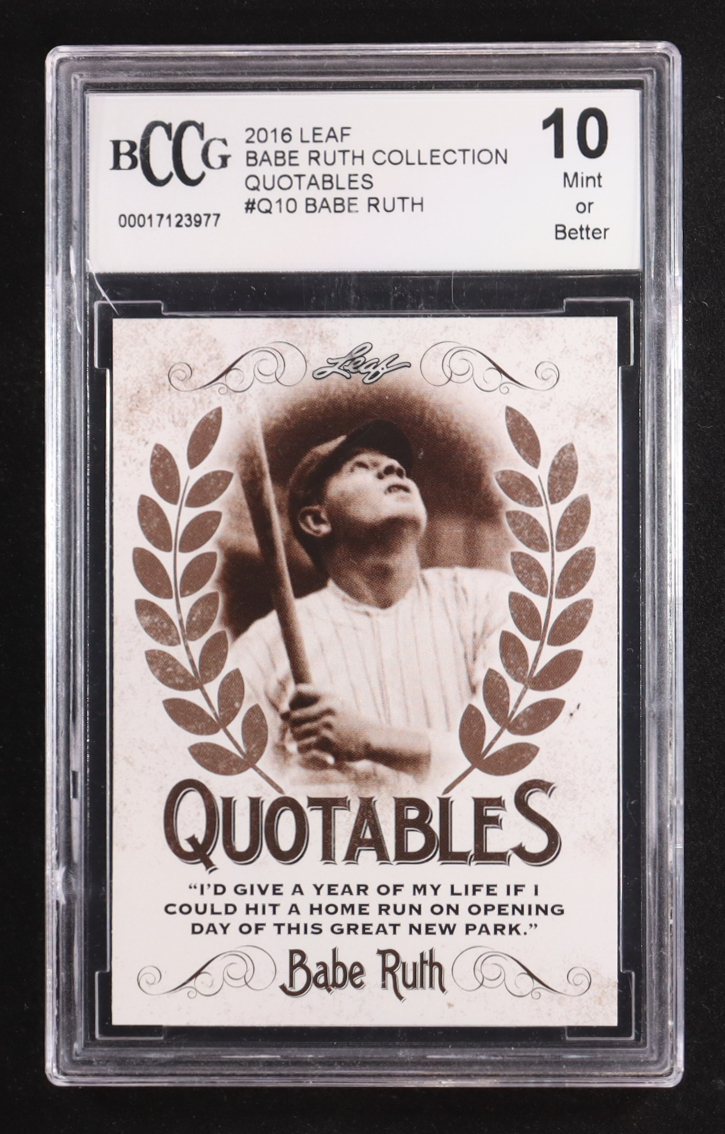 BCCG
00017123977
2016 LEAF
BABE RUTH COLLECTION
QUOTABLES
#Q10 BABE RUTH
10
Mint
or
Better
Leaf
QUOTABLES
“I’D GIVE A YEAR OF MY LIFE IF I
COULD HIT A HOME RUN ON OPENING
DAY OF THIS GREAT NEW PARK.”
Babe Ruth